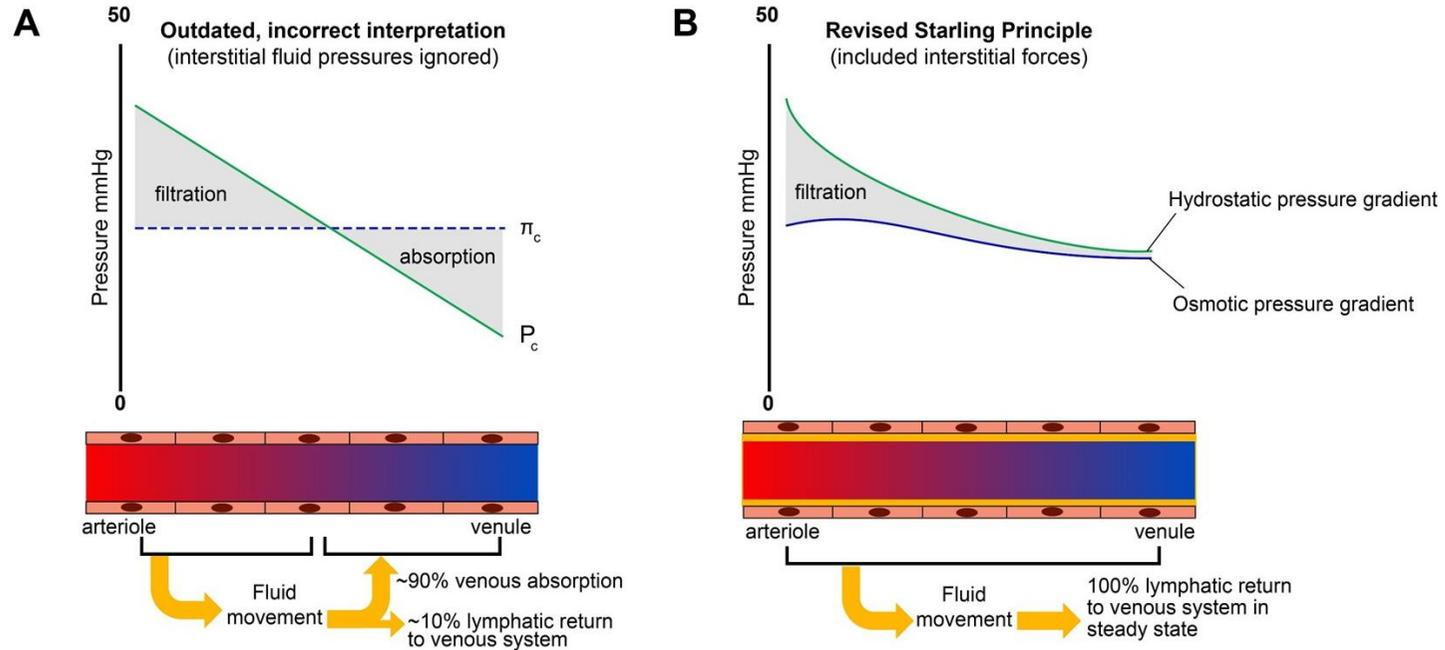 A
50
Outdated, incorrect interpretation
(interstitial fluid pressures ignored)
Pressure mmHg
filtration
absorption
πc
Pc
0
arteriole
venule
Fluid
movement
~90% venous absorption
~10% lymphatic return
to venous system
B
50
Revised Starling Principle
(included interstitial forces)
Pressure mmHg
filtration
Hydrostatic pressure gradient
Osmotic pressure gradient
0
arteriole
venule
Fluid
movement
100% lymphatic return
to venous system in
steady state